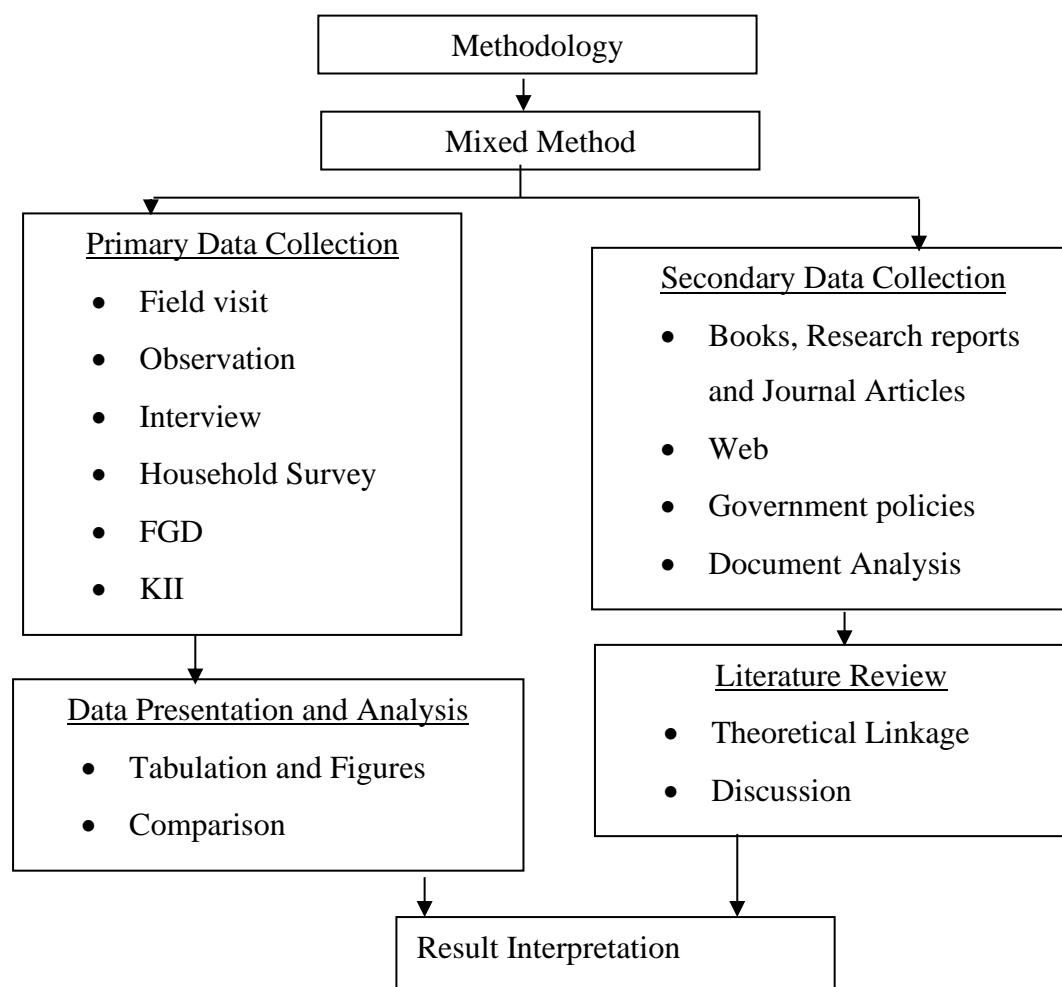 Methodology
Mixed Method
Primary Data Collection
• Field visit
• Observation
• Interview
• Household Survey
• FGD
• KII
Secondary Data Collection
• Books, Research reports
and Journal Articles
• Web
• Government policies
• Document Analysis
Data Presentation and Analysis
• Tabulation and Figures
• Comparison
Literature Review
• Theoretical Linkage
• Discussion
Result Interpretation